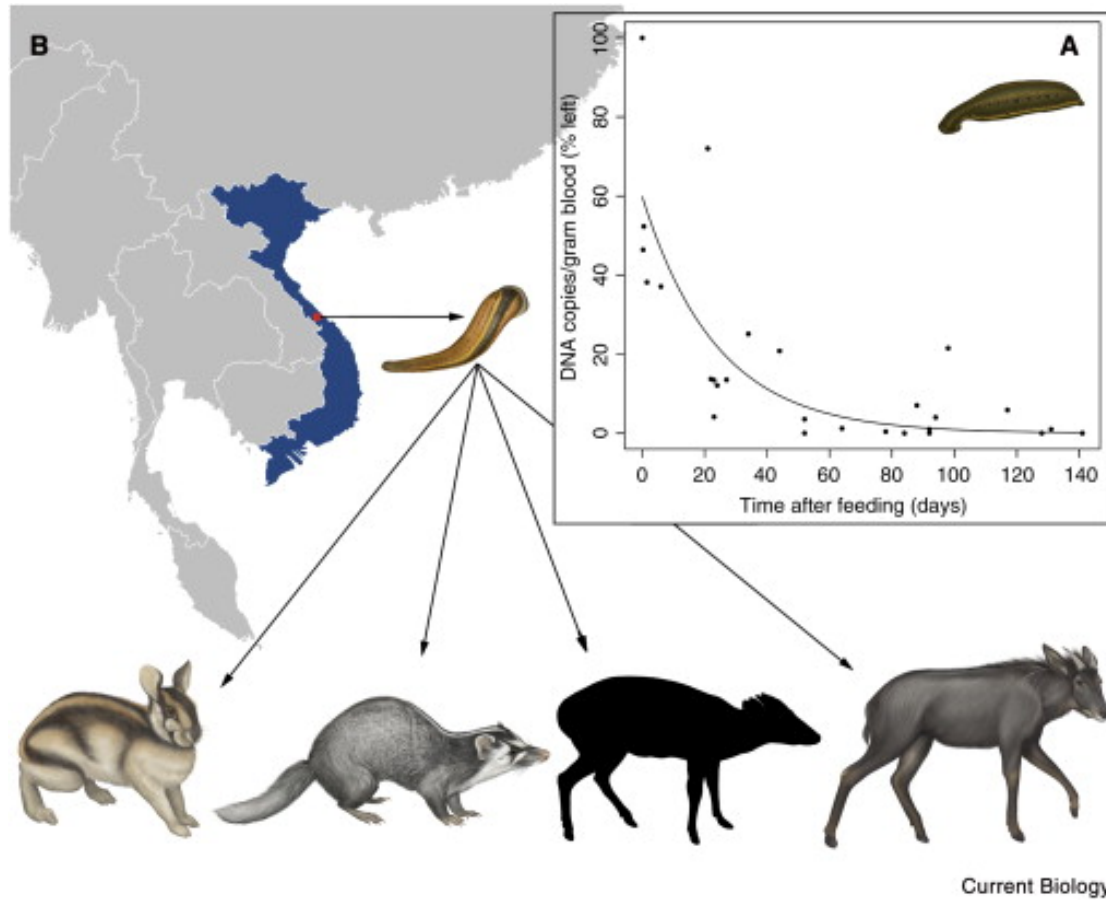 B
A
DNA copies/gram blood (% left)
100
80
60
40
20
0
0 20 40 60 80 100 120 140
Time after feeding (days)
Current Biology